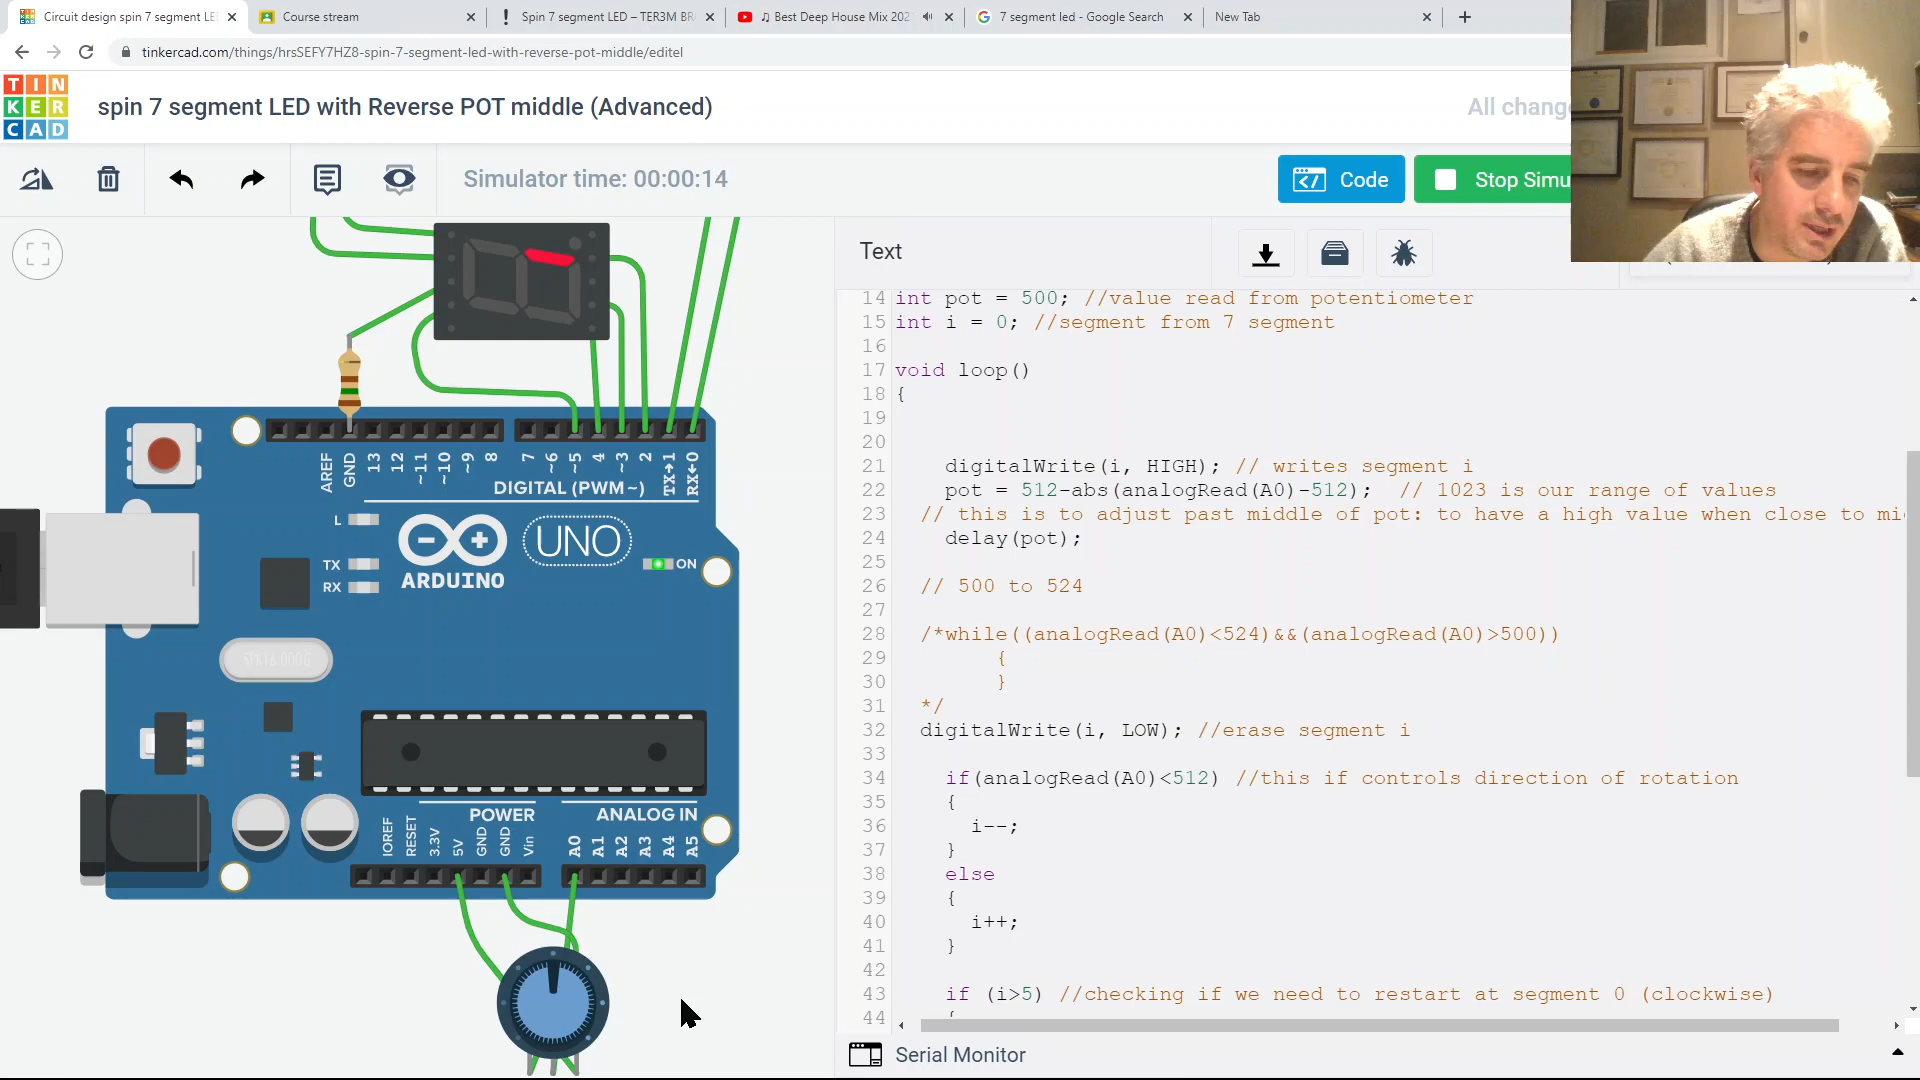 Circuit design spin 7 segment LE
Course stream
Spin 7 segment LED – TER3M BR
♫ Best Deep House Mix 202
7 segment led - Google Search
New Tab
tinkercad.com/things/hrsSEFY7HZ8-spin-7-segment-led-with-reverse-pot-middle/editel
TIN
KER
CAD
spin 7 segment LED with Reverse POT middle (Advanced)
All chang
Simulator time: 00:00:14
Code
Stop Simu
Text
14 int pot = 500; //value read from potentiometer
15 int i = 0; //segment from 7 segment
16
17 void loop()
18 {
19
20
21 digitalWrite(i, HIGH); // writes segment i
22 pot = 512-abs(analogRead(A0)-512); // 1023 is our range of values
23 // this is to adjust past middle of pot: to have a high value when close to mi
24 delay(pot);
25
26 // 500 to 524
27
28 /*while((analogRead(A0)<524)&&(analogRead(A0)>500))
29 {
30 }
31 */
32 digitalWrite(i, LOW); //erase segment i
33
34 if(analogRead(A0)<512) //this if controls direction of rotation
35 {
36 i--;
37 }
38 else
39 {
40 i++;
41 }
42
43 if (i>5) //checking if we need to restart at segment 0 (clockwise)
44 {
Serial Monitor
AREF
GND
13
12
~11
~10
~9
8
7
~6
~5
4
~3
2
TX→1
RX←0
DIGITAL (PWM~)
L
TX
RX
ARDUINO
UNO
ON
POWER
ANALOG IN
IOREF
RESET
3.3V
5V
GND
GND
Vin
A0
A1
A2
A3
A4
A5